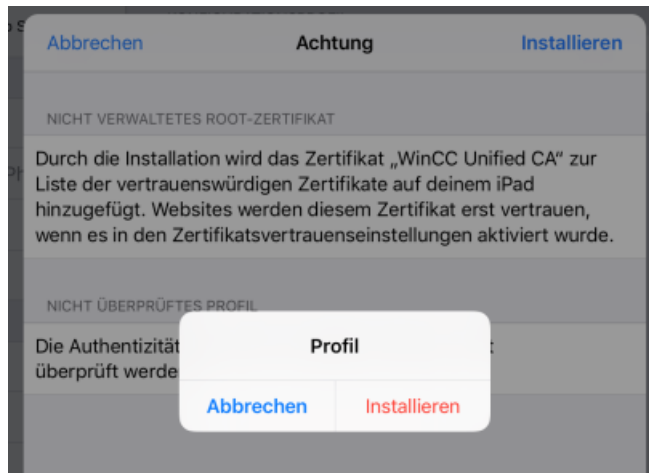 Abbrechen Achtung Installieren
NICHT VERWALTETES ROOT-ZERTIFIKAT
Durch die Installation wird das Zertifikat „WinCC Unified CA“ zur
Liste der vertrauenswürdigen Zertifikate auf deinem iPad
hinzugefügt. Websites werden diesem Zertifikat erst vertrauen,
wenn es in den Zertifikatsvertrauenseinstellungen aktiviert wurde.
NICHT ÜBERPRÜFTES PROFIL
Die Authentizität
überprüft werde
Profil
Abbrechen Installieren